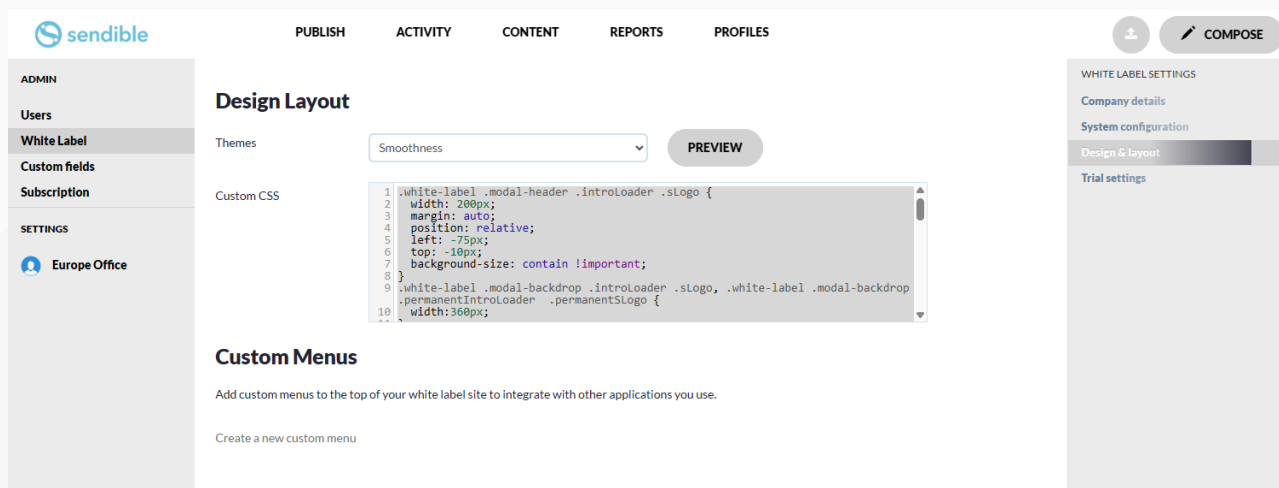 sendible
PUBLISH
ACTIVITY
CONTENT
REPORTS
PROFILES
COMPOSE
ADMIN
Users
White Label
Custom fields
Subscription
SETTINGS
Europe Office
Design Layout
Themes
Smoothness
PREVIEW
Custom CSS
1 .white-label .modal-header .introLoader .sLogo {
2 width: 200px;
3 margin: auto;
4 position: relative;
5 left: -75px;
6 top: -10px;
7 background-size: contain !important;
8 }
9 .white-label .modal-backdrop .introLoader .sLogo, .white-label .modal-backdrop
.permanentIntroLoader .permanentSLogo {
10 width:360px;
Custom Menus
Add custom menus to the top of your white label site to integrate with other applications you use.
Create a new custom menu
WHITE LABEL SETTINGS
Company details
System configuration
Design & layout
Trial settings